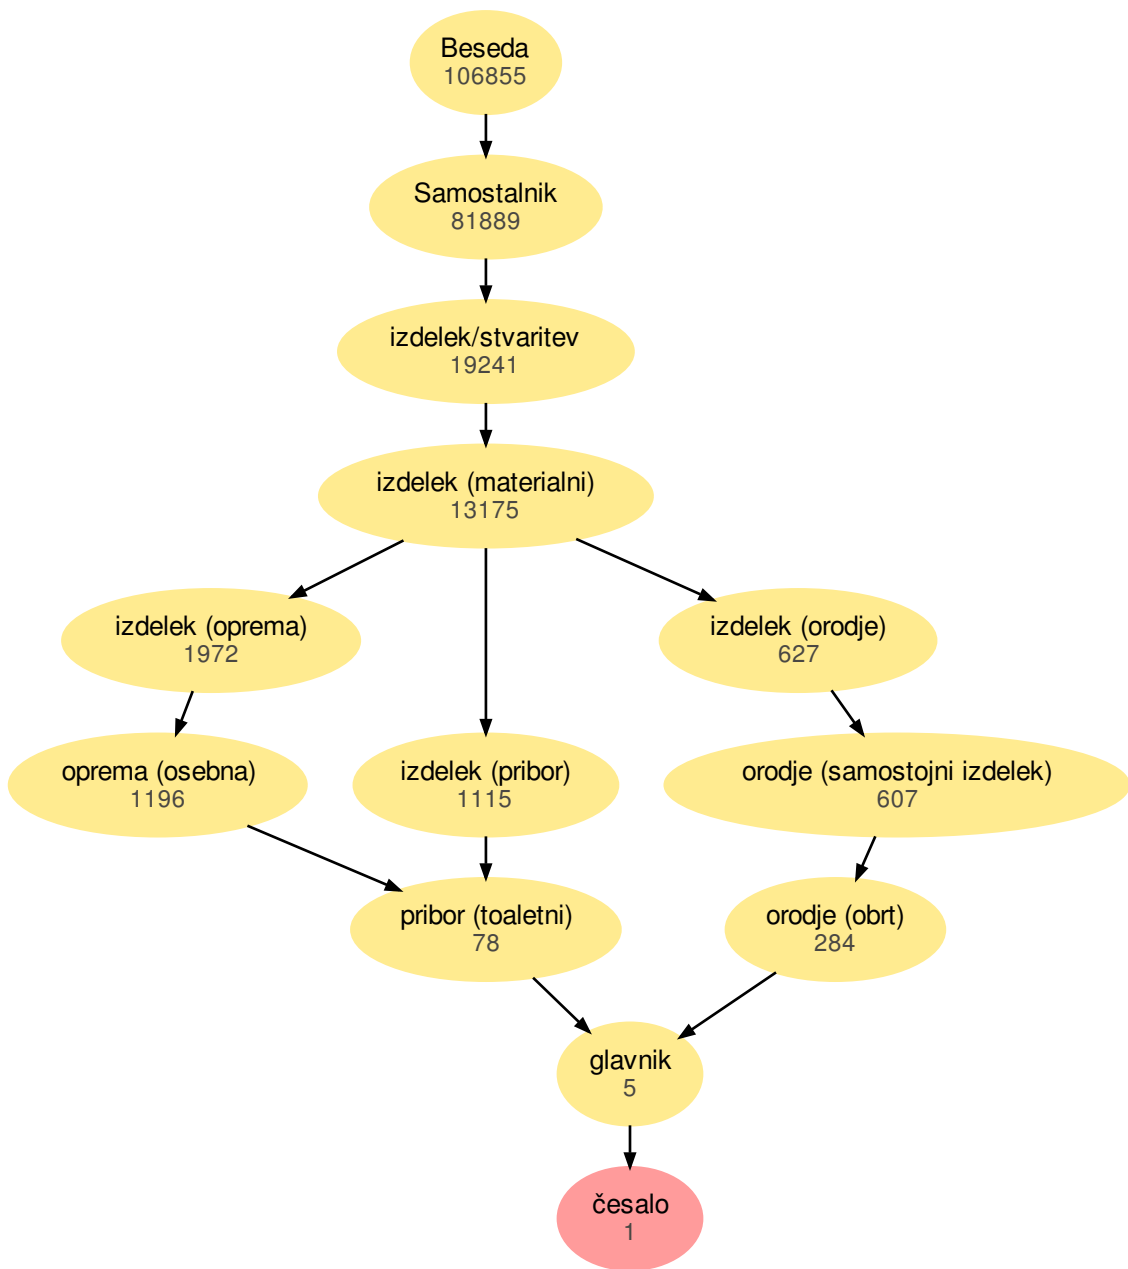 Beseda
106855
Samostalnik
81889
izdelek/stvaritev
19241
izdelek (materialni)
13175
izdelek (oprema)
1972
izdelek (orodje)
627
oprema (osebna)
1196
izdelek (pribor)
1115
orodje (samostojni izdelek)
607
pribor (toaletni)
78
orodje (obrt)
284
glavnik
5
česalo
1